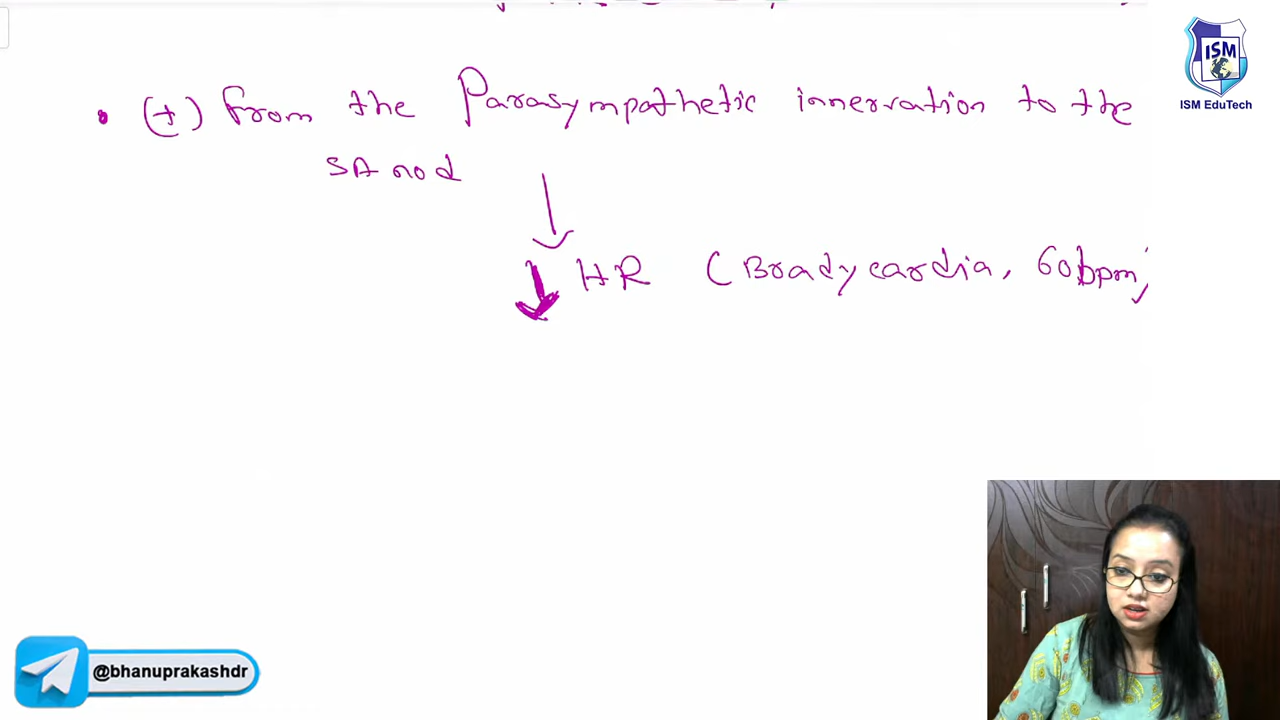 • (+) From the Parasympathetic innervation to the
SA nod
↓
↓ HR (Bradycardia, 60bpm)
ISM
ISM EduTech
@bhanuprakashdr